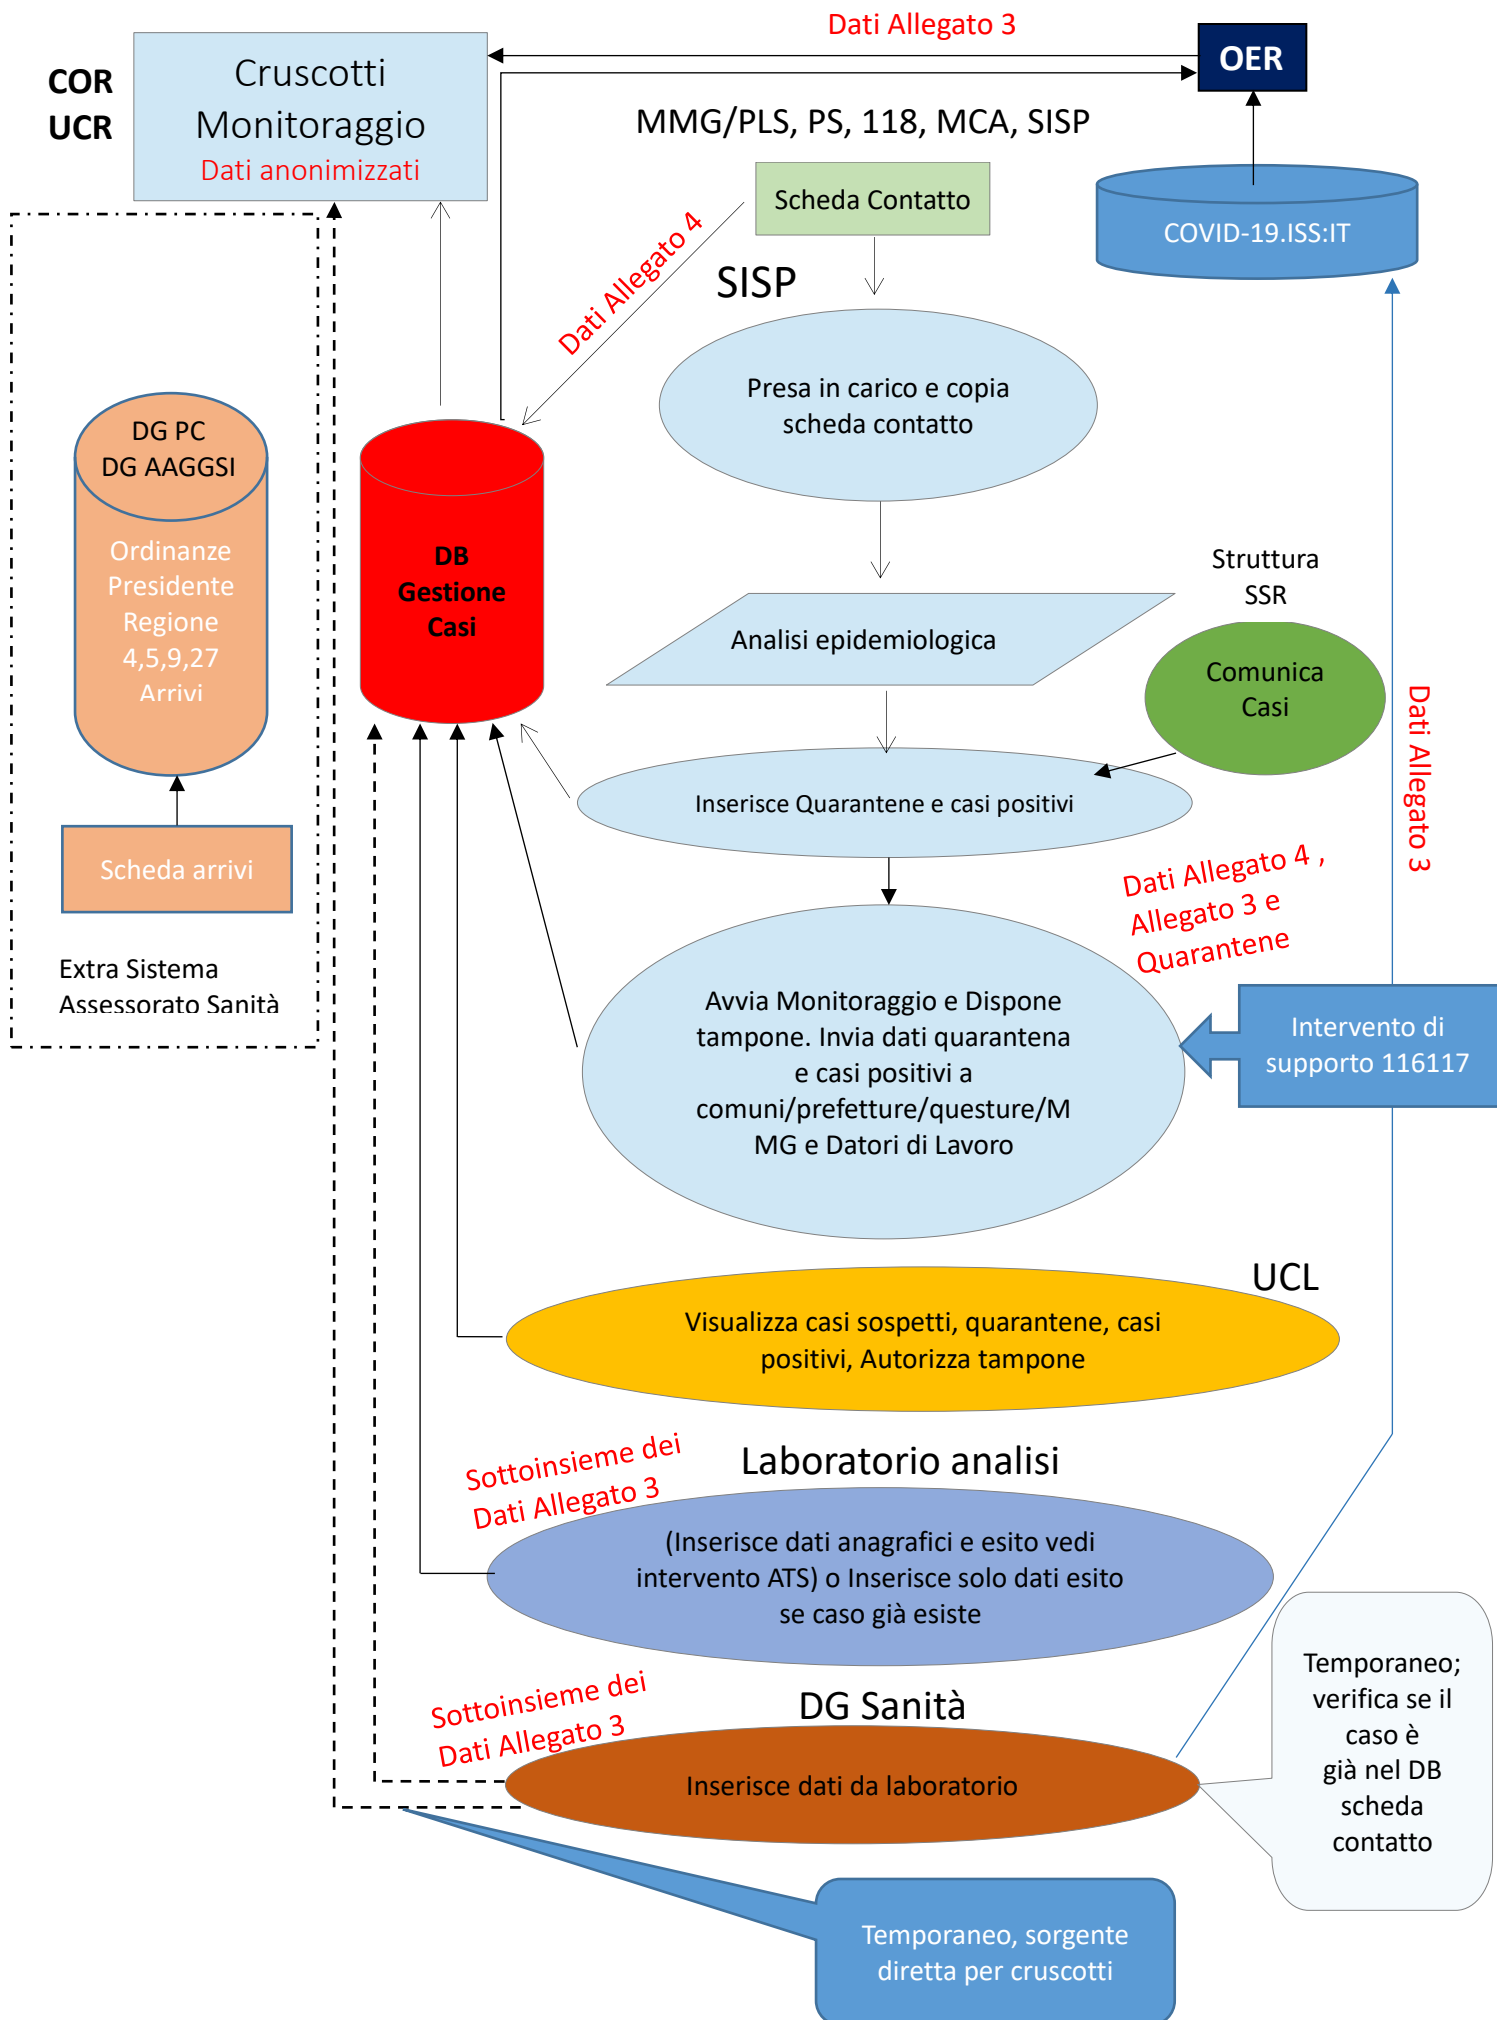 Dati Allegato 3
COR
UCR
Cruscotti
Monitoraggio
Dati anonimizzati
OER
MMG/PLS, PS, 118, MCA, SISP
Scheda Contatto
COVID-19.ISS:IT
Dati Allegato 4
SISP
Presa in carico e copia
scheda contatto
DG PC
DG AAGGSI
Ordinanze
Presidente
Regione
4,5,9,27
Arrivi
DB
Gestione
Casi
Analisi epidemiologica
Struttura
SSR
Comunica
Casi
Dati Allegato 3
Inserisce Quarantene e casi positivi
Scheda arrivi
Extra Sistema
Assessorato Sanità
Dati Allegato 4 ,
Allegato 3 e
Quarantene
Avvia Monitoraggio e Dispone
tampone. Invia dati quarantena
e casi positivi a
comuni/prefetture/questure/M
MG e Datori di Lavoro
Intervento di
supporto 116117
UCL
Visualizza casi sospetti, quarantene, casi
positivi, Autorizza tampone
Sottoinsieme dei
Dati Allegato 3
Laboratorio analisi
(Inserisce dati anagrafici e esito vedi
intervento ATS) o Inserisce solo dati esito
se caso già esiste
Sottoinsieme dei
Dati Allegato 3
DG Sanità
Inserisce dati da laboratorio
Temporaneo;
verifica se il
caso è
già nel DB
scheda
contatto
Temporaneo, sorgente
diretta per cruscotti